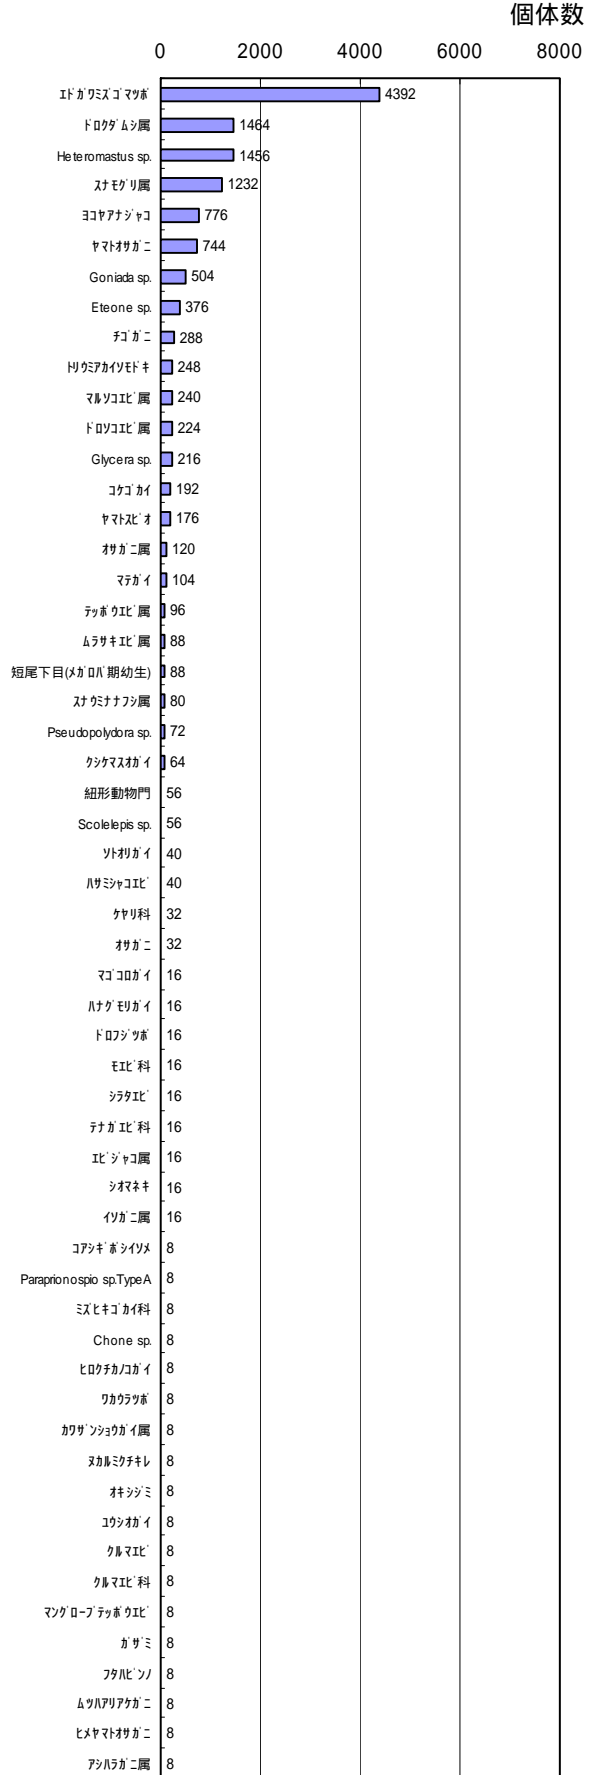 個体数
0 2000 4000 6000 8000
ｴﾄﾞｶﾞﾜﾐｽﾞｺﾞﾏﾂﾎﾞ 4392
ﾄﾞﾛｸﾀﾞﾑｼ属 1464
Heteromastus sp. 1456
ｽﾅﾓｸﾞﾘ属 1232
ﾖｺﾔｱﾅｼﾞｬｺ 776
ﾔﾏﾄｵｻｶﾞﾆ 744
Goniada sp. 504
Eteone sp. 376
ﾁｺﾞｶﾞﾆ 288
ﾄﾘｳﾐｱｶｲｿﾓﾄﾞｷ 248
ﾏﾙｿｺｴﾋﾞ属 240
ﾄﾞﾛｿｺｴﾋﾞ属 224
Glycera sp. 216
ｺｹｺﾞｶｲ 192
ﾔﾏﾄｽﾋﾟｵ 176
ｵｻｶﾞﾆ属 120
ﾏﾃｶﾞｲ 104
ﾃｯﾎﾟｳｴﾋﾞ属 96
ﾑﾗｻｷｴﾋﾞ属 88
短尾下目(ﾒｶﾞﾛﾊﾟ期幼生) 88
ｽﾅｳﾐﾅﾅﾌｼ属 80
Pseudopolydora sp. 72
ｸｼｹﾏｽｵｶﾞｲ 64
紐形動物門 56
Scolelepis sp. 56
ｿﾄｵﾘｶﾞｲ 40
ﾊｻﾐｼｬｺｴﾋﾞ 40
ｹﾔﾘ科 32
ｵｻｶﾞﾆ 32
ﾏｺﾞｺﾛｶﾞｲ 16
ﾊﾅｸﾞﾓﾘｶﾞｲ 16
ﾄﾞﾛﾌｼﾞﾂﾎﾞ 16
ﾓｴﾋﾞ科 16
ｼﾗﾀｴﾋﾞ 16
ﾃﾅｶﾞｴﾋﾞ科 16
ｴﾋﾞｼﾞｬｺ属 16
ｼｵﾏﾈｷ 16
ｲｿｶﾞﾆ属 16
ｺｱｼｷﾞﾎﾞｼｲｿﾒ 8
Paraprionospio sp.TypeA 8
ﾐｽﾞﾋｷｺﾞｶｲ科 8
Chone sp. 8
ﾋﾛｸﾁｶﾉｺｶﾞｲ 8
ﾜｶｳﾗﾂﾎﾞ 8
ｶﾜｻﾞﾝｼｮｳｶﾞｲ属 8
ﾇｶﾙﾐｸﾁｷﾚ 8
ｵｷｼｼﾞﾐ 8
ﾕｳｼｵｶﾞｲ 8
ｸﾙﾏｴﾋﾞ 8
ｸﾙﾏｴﾋﾞ科 8
ﾏﾝｸﾞﾛｰﾌﾞﾃｯﾎﾟｳｴﾋﾞ 8
ｶﾞｻﾞﾐ 8
ﾌﾀﾊﾋﾟﾝﾉ 8
ﾑﾂﾊｱﾘｱｹｶﾞﾆ 8
ﾋﾒﾔﾏﾄｵｻｶﾞﾆ 8
ｱｼﾊﾗｶﾞﾆ属 8